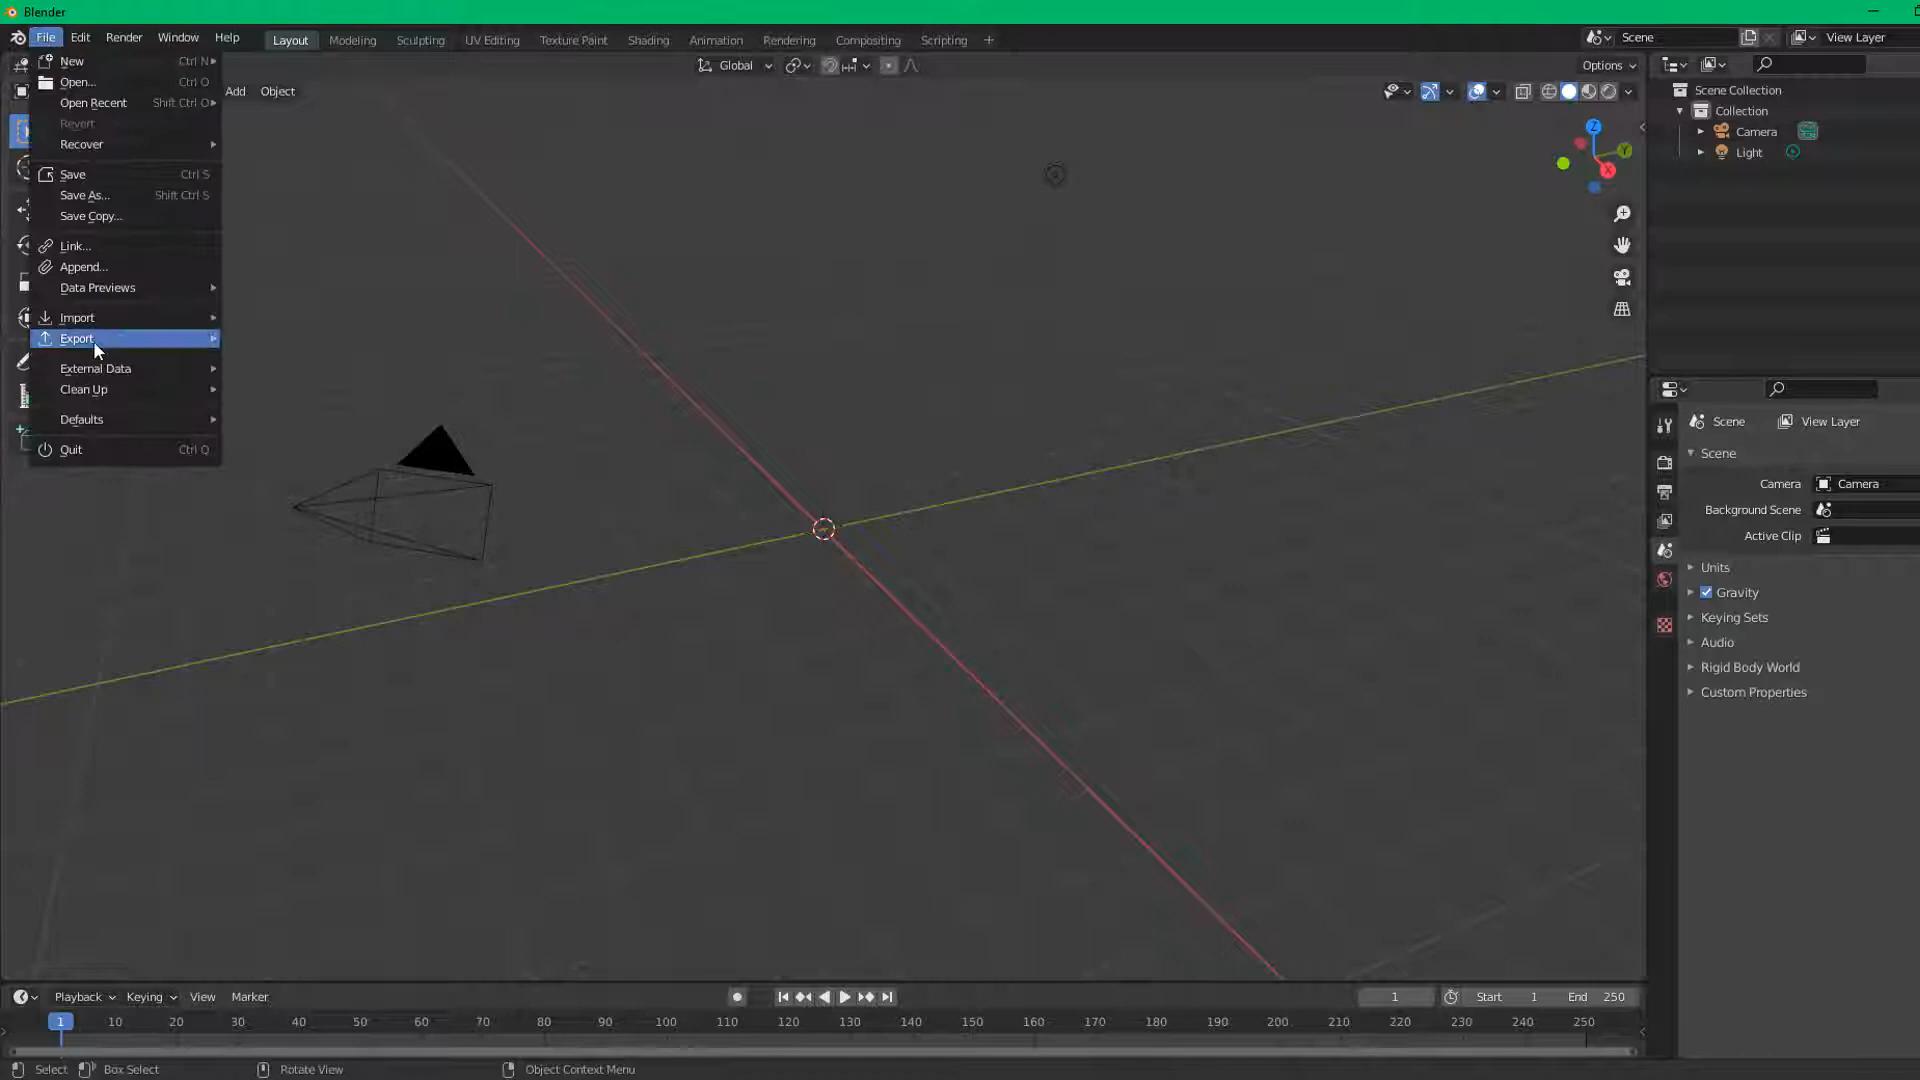 Blender
File Edit Render Window Help Layout Modeling Sculpting UV Editing Texture Paint Shading Animation Rendering Compositing Scripting + Scene View Layer
Global Options
Add Object
New Ctrl N
Open... Ctrl O
Open Recent Shift Ctrl O
Revert
Recover
Save Ctrl S
Save As... Shift Ctrl S
Save Copy...
Link...
Append...
Data Previews
Import
Export
External Data
Clean Up
Defaults
Quit Ctrl Q
Z
Y
X
Scene Collection
Collection
Camera
Light
Scene View Layer
Scene
Camera Camera
Background Scene
Active Clip
Units
Gravity
Keying Sets
Audio
Rigid Body World
Custom Properties
Playback Keying View Marker 1 Start 1 End 250
1 10 20 30 40 50 60 70 80 90 100 110 120 130 140 150 160 170 180 190 200 210 220 230 240 250
Select Box Select Rotate View Object Context Menu